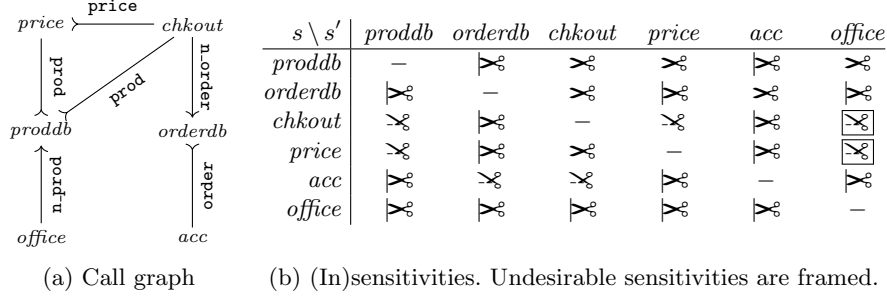 price
price
chkout
prod
prod
n_order
proddb
orderdb
n_prod
order
office
acc
(a) Call graph
s \ s′ proddb orderdb chkout price acc office
proddb –
orderdb –
chkout –
price –
acc –
office –
(b) (In)sensitivities. Undesirable sensitivities are framed.